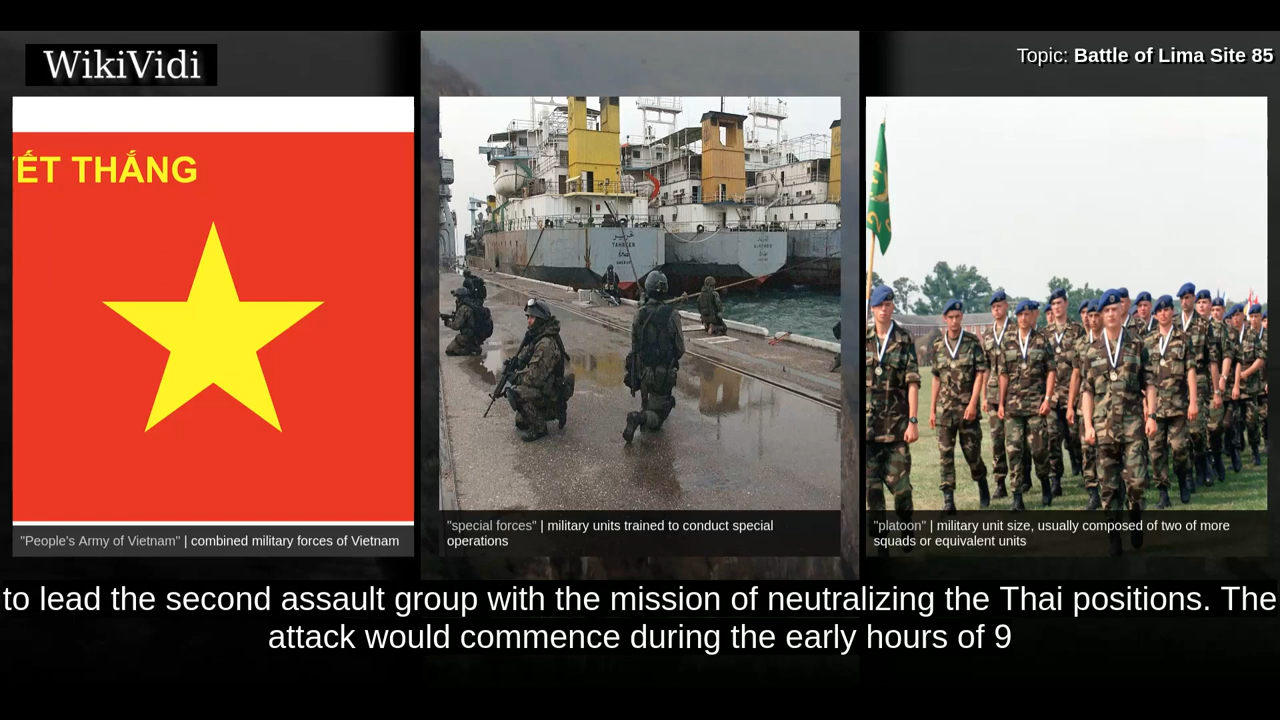 WikiVidi
Topic: Battle of Lima Site 85
ẾT THẮNG
"People's Army of Vietnam" | combined military forces of Vietnam
"special forces" | military units trained to conduct special
operations
"platoon" | military unit size, usually composed of two of more
squads or equivalent units
to lead the second assault group with the mission of neutralizing the Thai positions. The
attack would commence during the early hours of 9